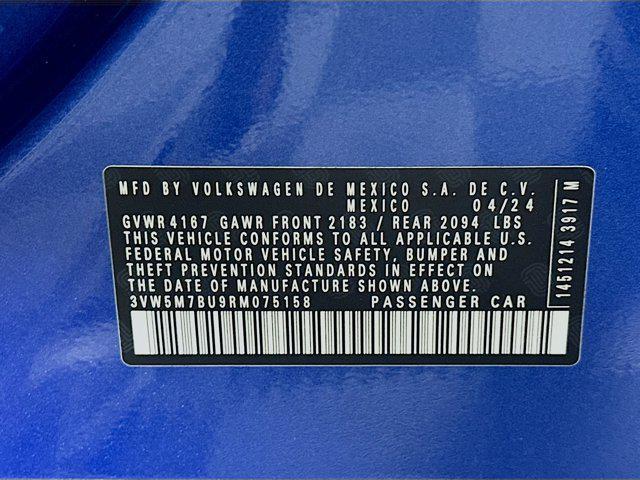 MFD BY VOLKSWAGEN DE MEXICO S.A. DE C.V.
MEXICO 04/24
GVWR 4167 GAWR FRONT 2183 / REAR 2094 LBS
THIS VEHICLE CONFORMS TO ALL APPLICABLE U.S.
FEDERAL MOTOR VEHICLE SAFETY, BUMPER AND
THEFT PREVENTION STANDARDS IN EFFECT ON
THE DATE OF MANUFACTURE SHOWN ABOVE.
3VW5M7BU9RM075158 PASSENGER CAR
1451214 3917 M